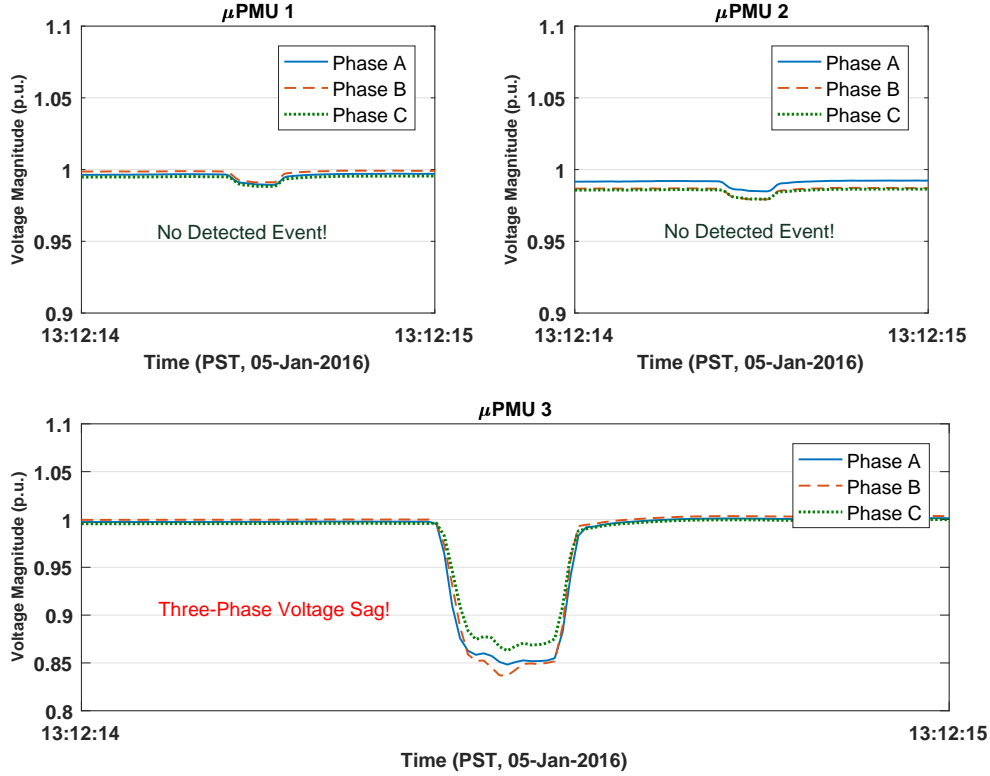 μPMU 1
1.1
1.05
1
0.95
0.9
Voltage Magnitude (p.u.)
Phase A
Phase B
Phase C
No Detected Event!
13:12:14
13:12:15
Time (PST, 05-Jan-2016)
μPMU 2
1.1
1.05
1
0.95
0.9
Voltage Magnitude (p.u.)
Phase A
Phase B
Phase C
No Detected Event!
13:12:14
13:12:15
Time (PST, 05-Jan-2016)
μPMU 3
1.1
1.05
1
0.95
0.9
0.85
0.8
Voltage Magnitude (p.u.)
Phase A
Phase B
Phase C
Three-Phase Voltage Sag!
13:12:14
13:12:15
Time (PST, 05-Jan-2016)